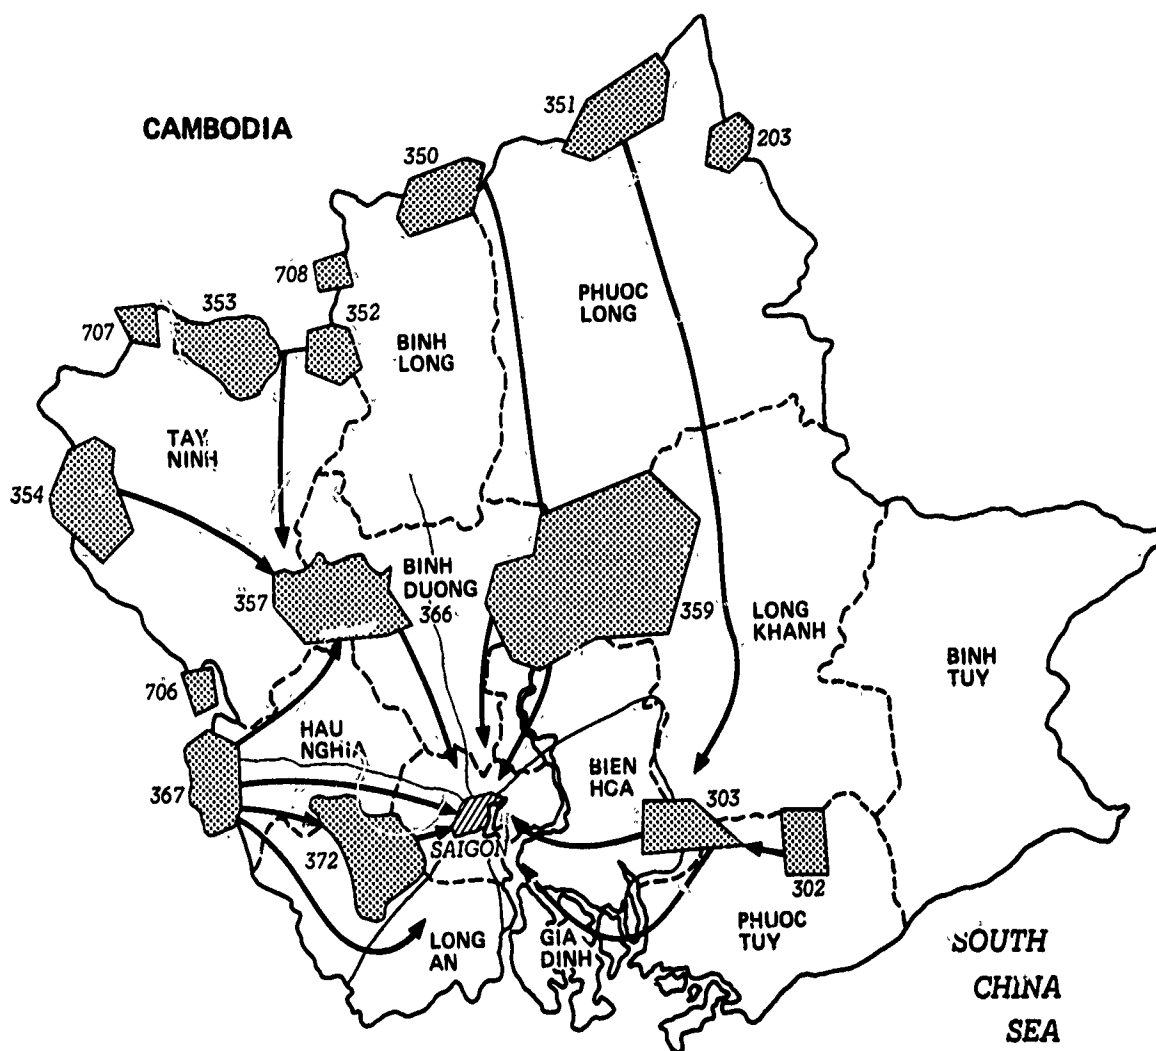 351
CAMBODIA
203
350
708
353
PHUOC
LONG
707
352
BINH
LONG
TAY
NINH
354
BINH
DUONG
357
366
359
LONG
KHANH
BINH
TUY
706
HAU
NGHIA
BIEN
HCA
367
303
372
SAIGON
302
PHUOC
TUY
LONG
AN
GIA
DINH
SOUTH
CHINA
SEA